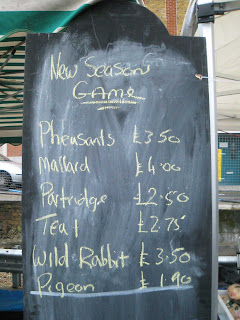 New Season
GAME
Pheasants £3.50
Mallard £4.00
Partridge £2.50
Teal £2.75
Wild Rabbit £3.50
Pigeon £1.90